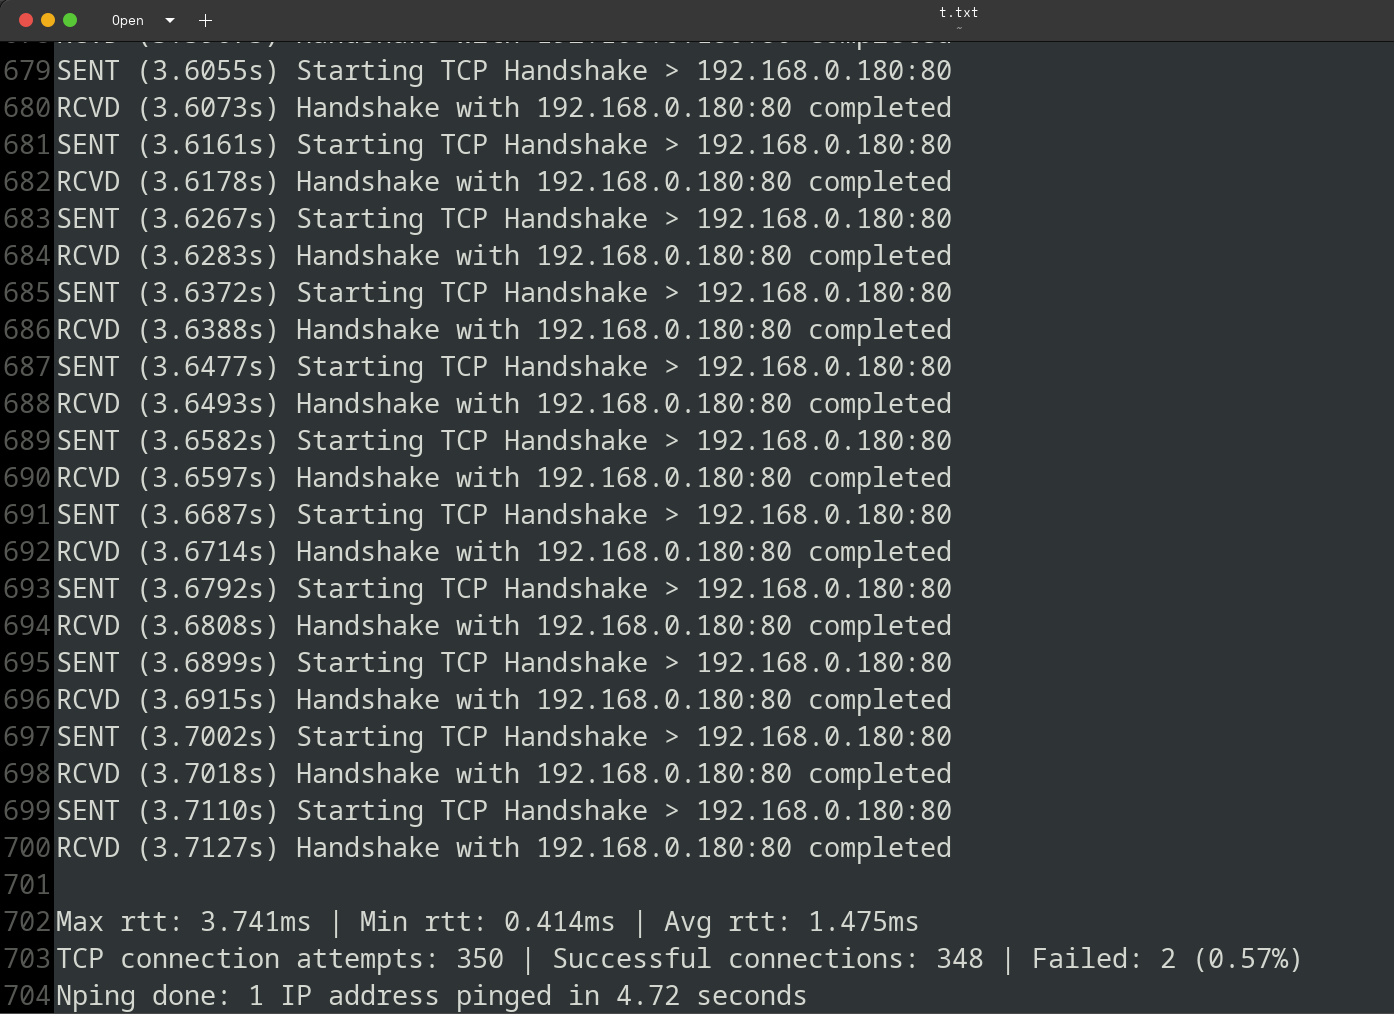 Open
t.txt
678 RCVD (3.5967s) Handshake with 192.168.0.180:80 completed
679 SENT (3.6055s) Starting TCP Handshake > 192.168.0.180:80
680 RCVD (3.6073s) Handshake with 192.168.0.180:80 completed
681 SENT (3.6161s) Starting TCP Handshake > 192.168.0.180:80
682 RCVD (3.6178s) Handshake with 192.168.0.180:80 completed
683 SENT (3.6267s) Starting TCP Handshake > 192.168.0.180:80
684 RCVD (3.6283s) Handshake with 192.168.0.180:80 completed
685 SENT (3.6372s) Starting TCP Handshake > 192.168.0.180:80
686 RCVD (3.6388s) Handshake with 192.168.0.180:80 completed
687 SENT (3.6477s) Starting TCP Handshake > 192.168.0.180:80
688 RCVD (3.6493s) Handshake with 192.168.0.180:80 completed
689 SENT (3.6582s) Starting TCP Handshake > 192.168.0.180:80
690 RCVD (3.6597s) Handshake with 192.168.0.180:80 completed
691 SENT (3.6687s) Starting TCP Handshake > 192.168.0.180:80
692 RCVD (3.6714s) Handshake with 192.168.0.180:80 completed
693 SENT (3.6792s) Starting TCP Handshake > 192.168.0.180:80
694 RCVD (3.6808s) Handshake with 192.168.0.180:80 completed
695 SENT (3.6899s) Starting TCP Handshake > 192.168.0.180:80
696 RCVD (3.6915s) Handshake with 192.168.0.180:80 completed
697 SENT (3.7002s) Starting TCP Handshake > 192.168.0.180:80
698 RCVD (3.7018s) Handshake with 192.168.0.180:80 completed
699 SENT (3.7110s) Starting TCP Handshake > 192.168.0.180:80
700 RCVD (3.7127s) Handshake with 192.168.0.180:80 completed
701
702 Max rtt: 3.741ms | Min rtt: 0.414ms | Avg rtt: 1.475ms
703 TCP connection attempts: 350 | Successful connections: 348 | Failed: 2 (0.57%)
704 Nping done: 1 IP address pinged in 4.72 seconds